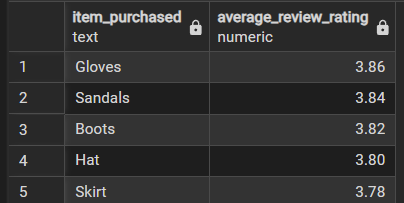 item_purchased average_review_rating
text numeric
1 Gloves 3.86
2 Sandals 3.84
3 Boots 3.82
4 Hat 3.80
5 Skirt 3.78